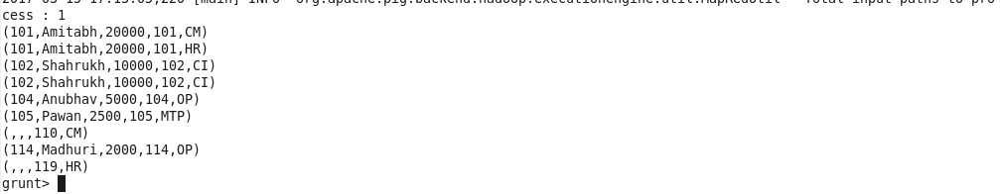 2017-03-15 17:15:05,220 [main] INFO org.apache.pig.backend.hadoop.executionengine.util.MapRedUtil - Total input paths to pro
cess : 1
(101,Amitabh,20000,101,CM)
(101,Amitabh,20000,101,HR)
(102,Shahrukh,10000,102,CI)
(102,Shahrukh,10000,102,CI)
(104,Anubhav,5000,104,OP)
(105,Pawan,2500,105,MTP)
(,,,110,CM)
(114,Madhuri,2000,114,OP)
(,,,119,HR)
grunt>